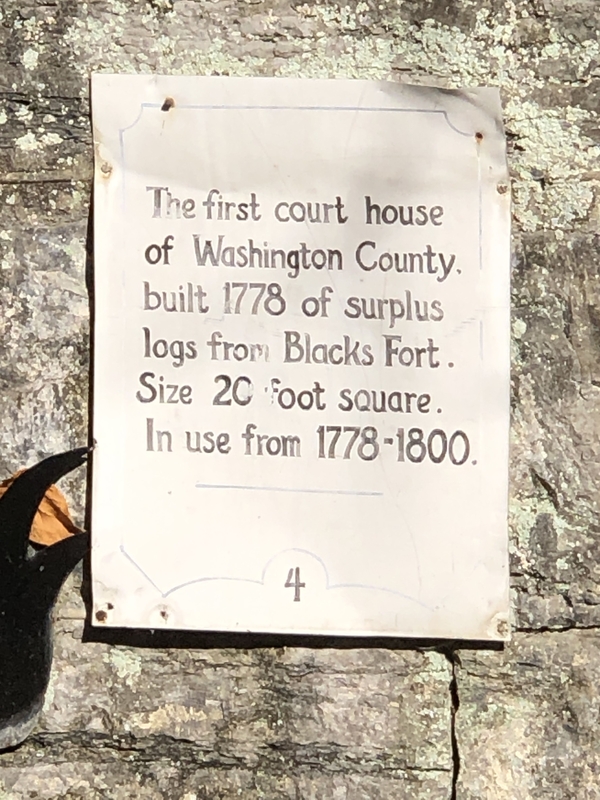 The first court house
of Washington County,
built 1778 of surplus
logs from Blacks Fort.
Size 20 foot square.
In use from 1778-1800.
4